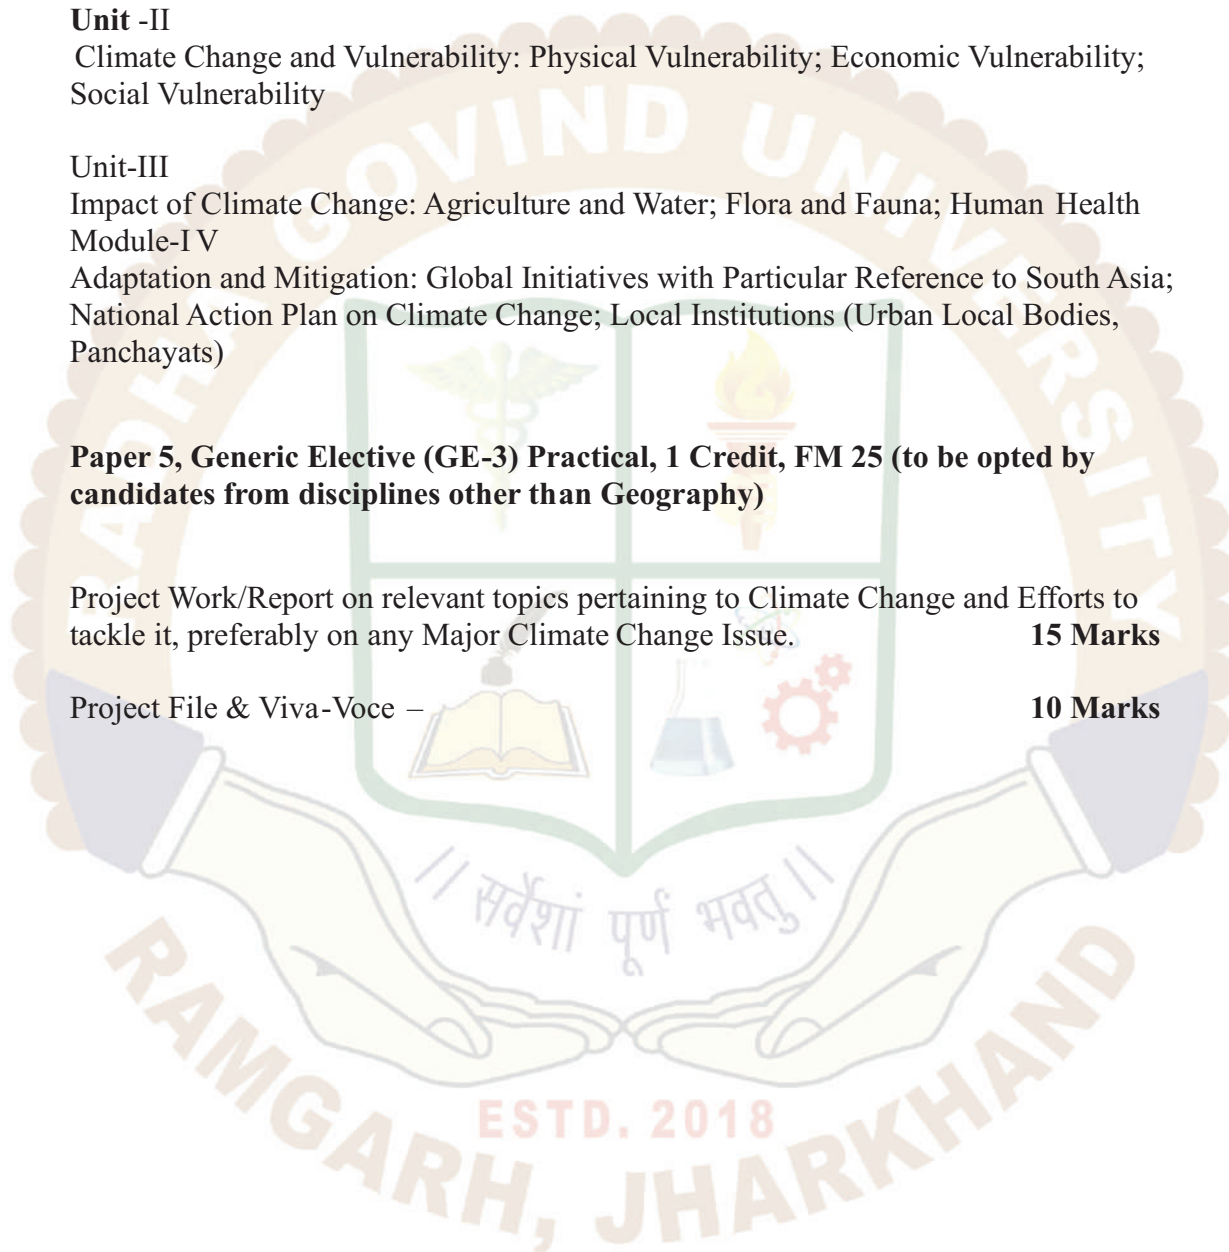 Unit -II
Climate Change and Vulnerability: Physical Vulnerability; Economic Vulnerability;
Social Vulnerability
Unit-III
Impact of Climate Change: Agriculture and Water; Flora and Fauna; Human Health
Module-I V
Adaptation and Mitigation: Global Initiatives with Particular Reference to South Asia;
National Action Plan on Climate Change; Local Institutions (Urban Local Bodies,
Panchayats)
Paper 5, Generic Elective (GE-3) Practical, 1 Credit, FM 25 (to be opted by
candidates from disciplines other than Geography)
Project Work/Report on relevant topics pertaining to Climate Change and Efforts to
tackle it, preferably on any Major Climate Change Issue. 15 Marks
Project File & Viva-Voce – 10 Marks
RADHA GOVIND UNIVERSITY
// सर्वेशां पूर्ण भवतु //
ESTD. 2018
RAMGARH, JHARKHAND